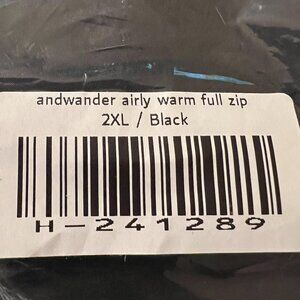 andwander airly warm full zip
2XL / Black
H-241289